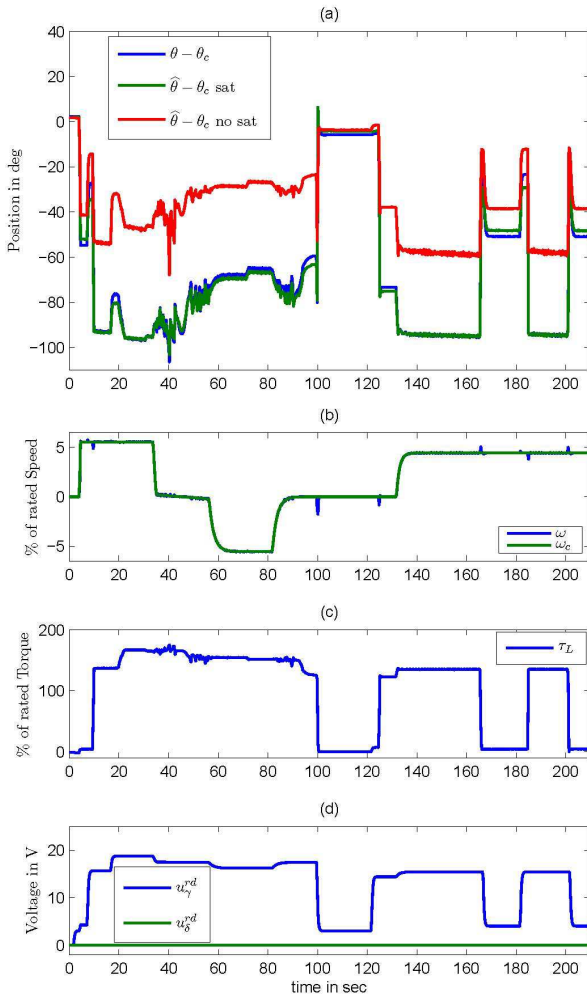 (a)
40
20
0
−20
−40
−60
−80
−100
Position in deg
θ − θc
θ̂ − θc sat
θ̂ − θc no sat
0 20 40 60 80 100 120 140 160 180 200
(b)
5
0
−5
% of rated Speed
ω
ωc
0 20 40 60 80 100 120 140 160 180 200
(c)
200
100
0
% of rated Torque
τL
0 20 40 60 80 100 120 140 160 180 200
(d)
20
10
0
Voltage in V
uγrd
uδrd
0 20 40 60 80 100 120 140 160 180 200
time in sec